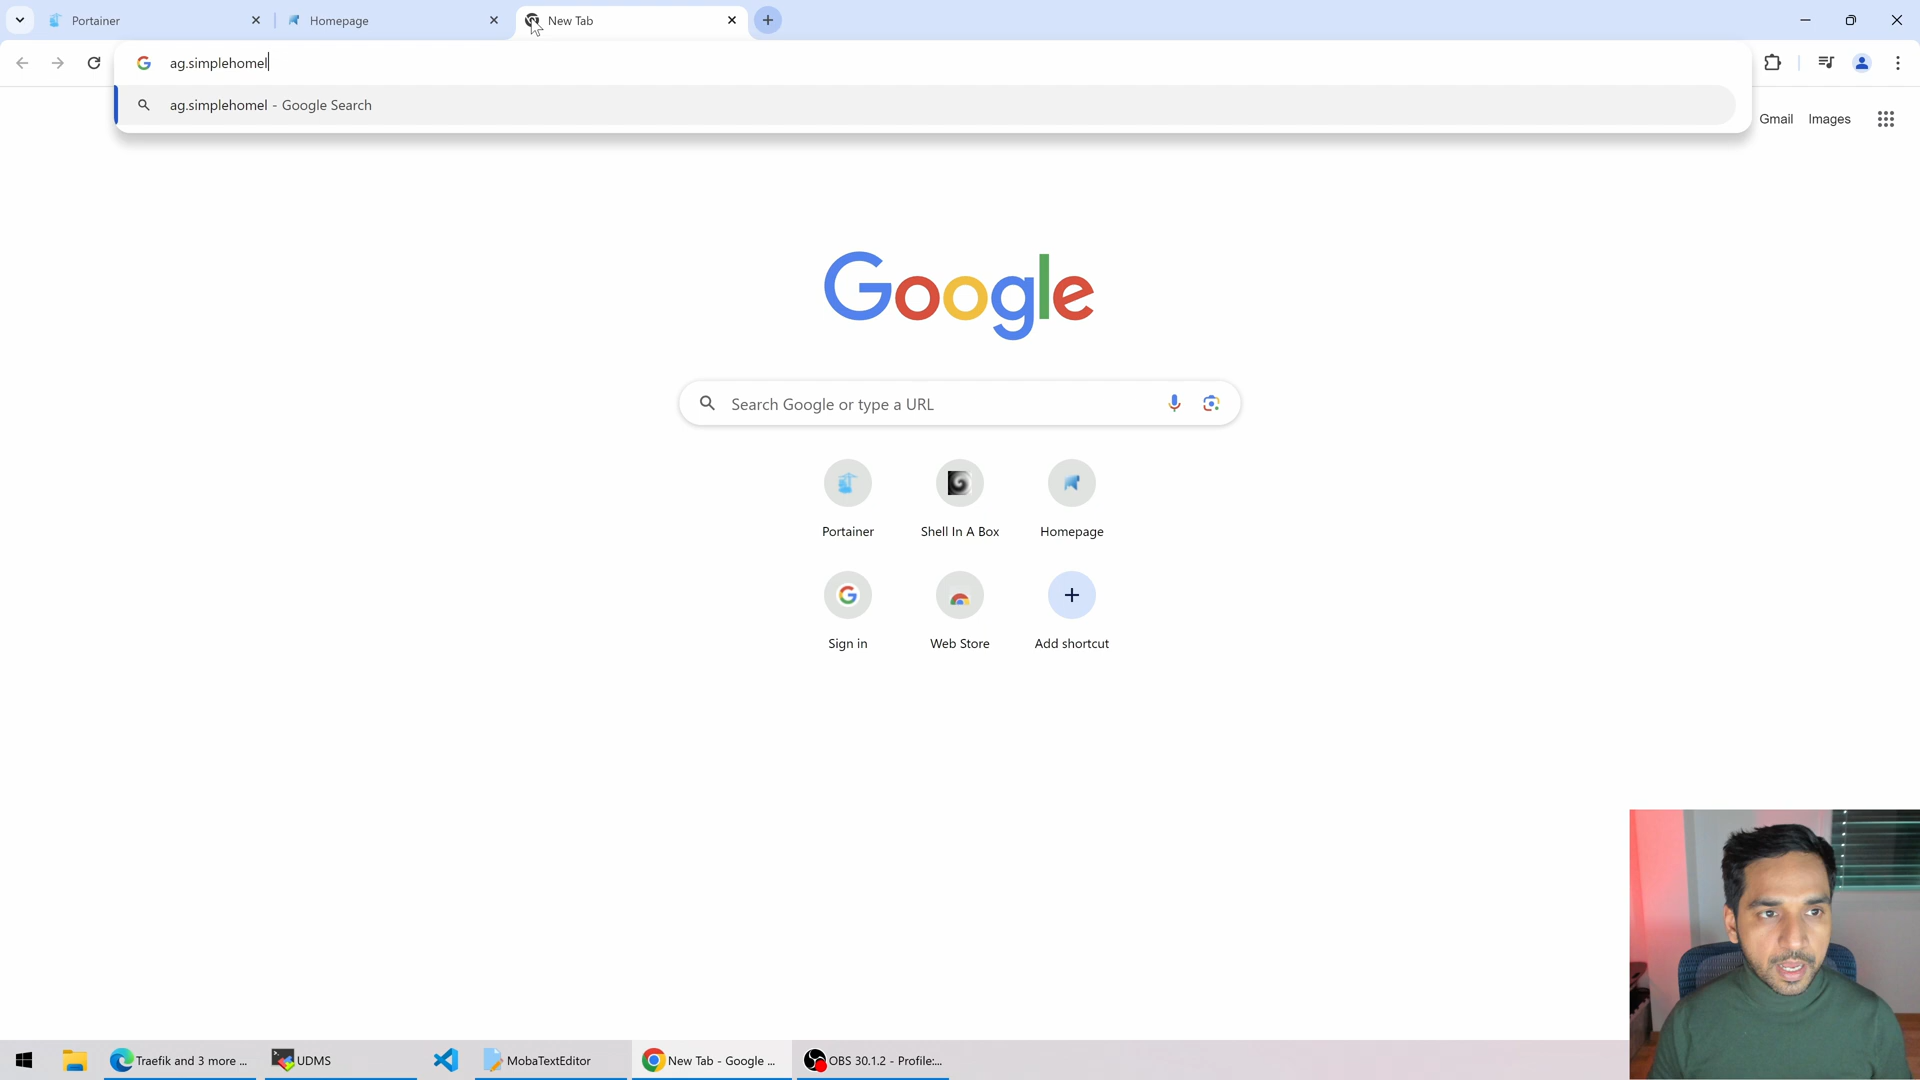 Portainer
Homepage
New Tab
ag.simplehomel
ag.simplehomel - Google Search
Gmail
Images
Google
Search Google or type a URL
Portainer
Shell In A Box
Homepage
Sign in
Web Store
Add shortcut
Traefik and 3 more ...
UDMS
MobaTextEditor
New Tab - Google ...
OBS 30.1.2 - Profile:...